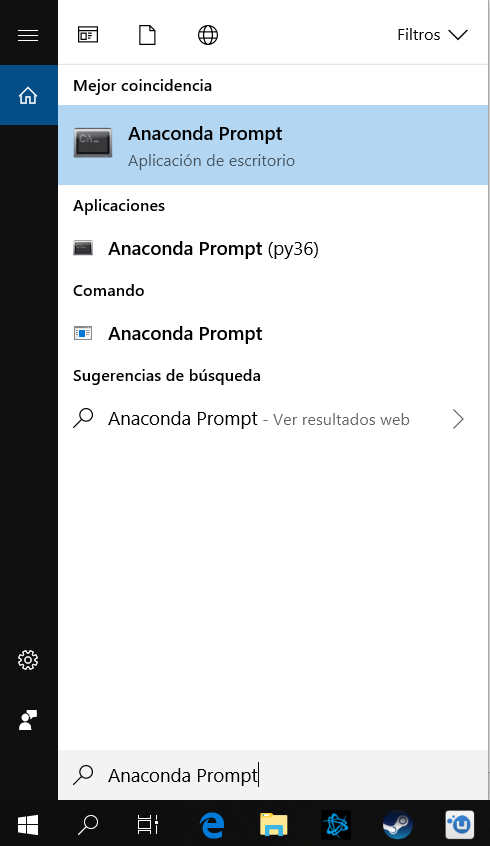 Filtros
Mejor coincidencia
Anaconda Prompt
Aplicación de escritorio
Aplicaciones
Anaconda Prompt (py36)
Comando
Anaconda Prompt
Sugerencias de búsqueda
Anaconda Prompt - Ver resultados web
Anaconda Prompt